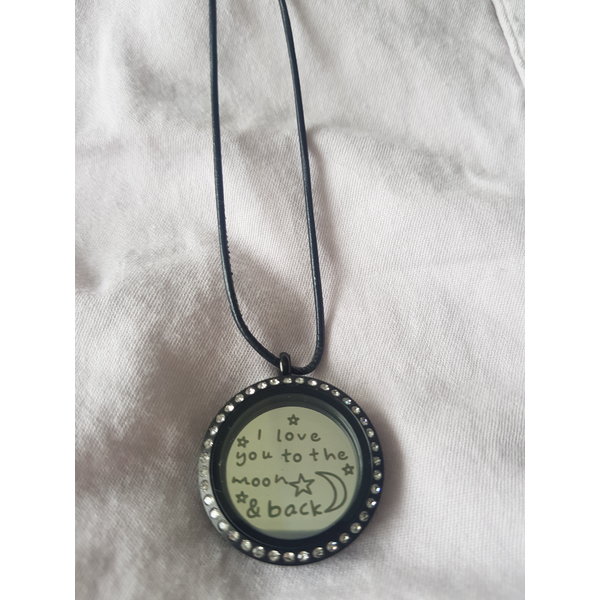 I love
you to the
moon
& back